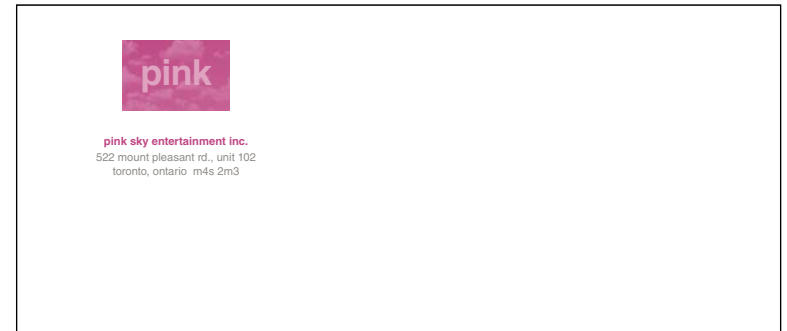 pink
pink sky entertainment inc.
522 mount pleasant rd., unit 102
toronto, ontario  m4s 2m3